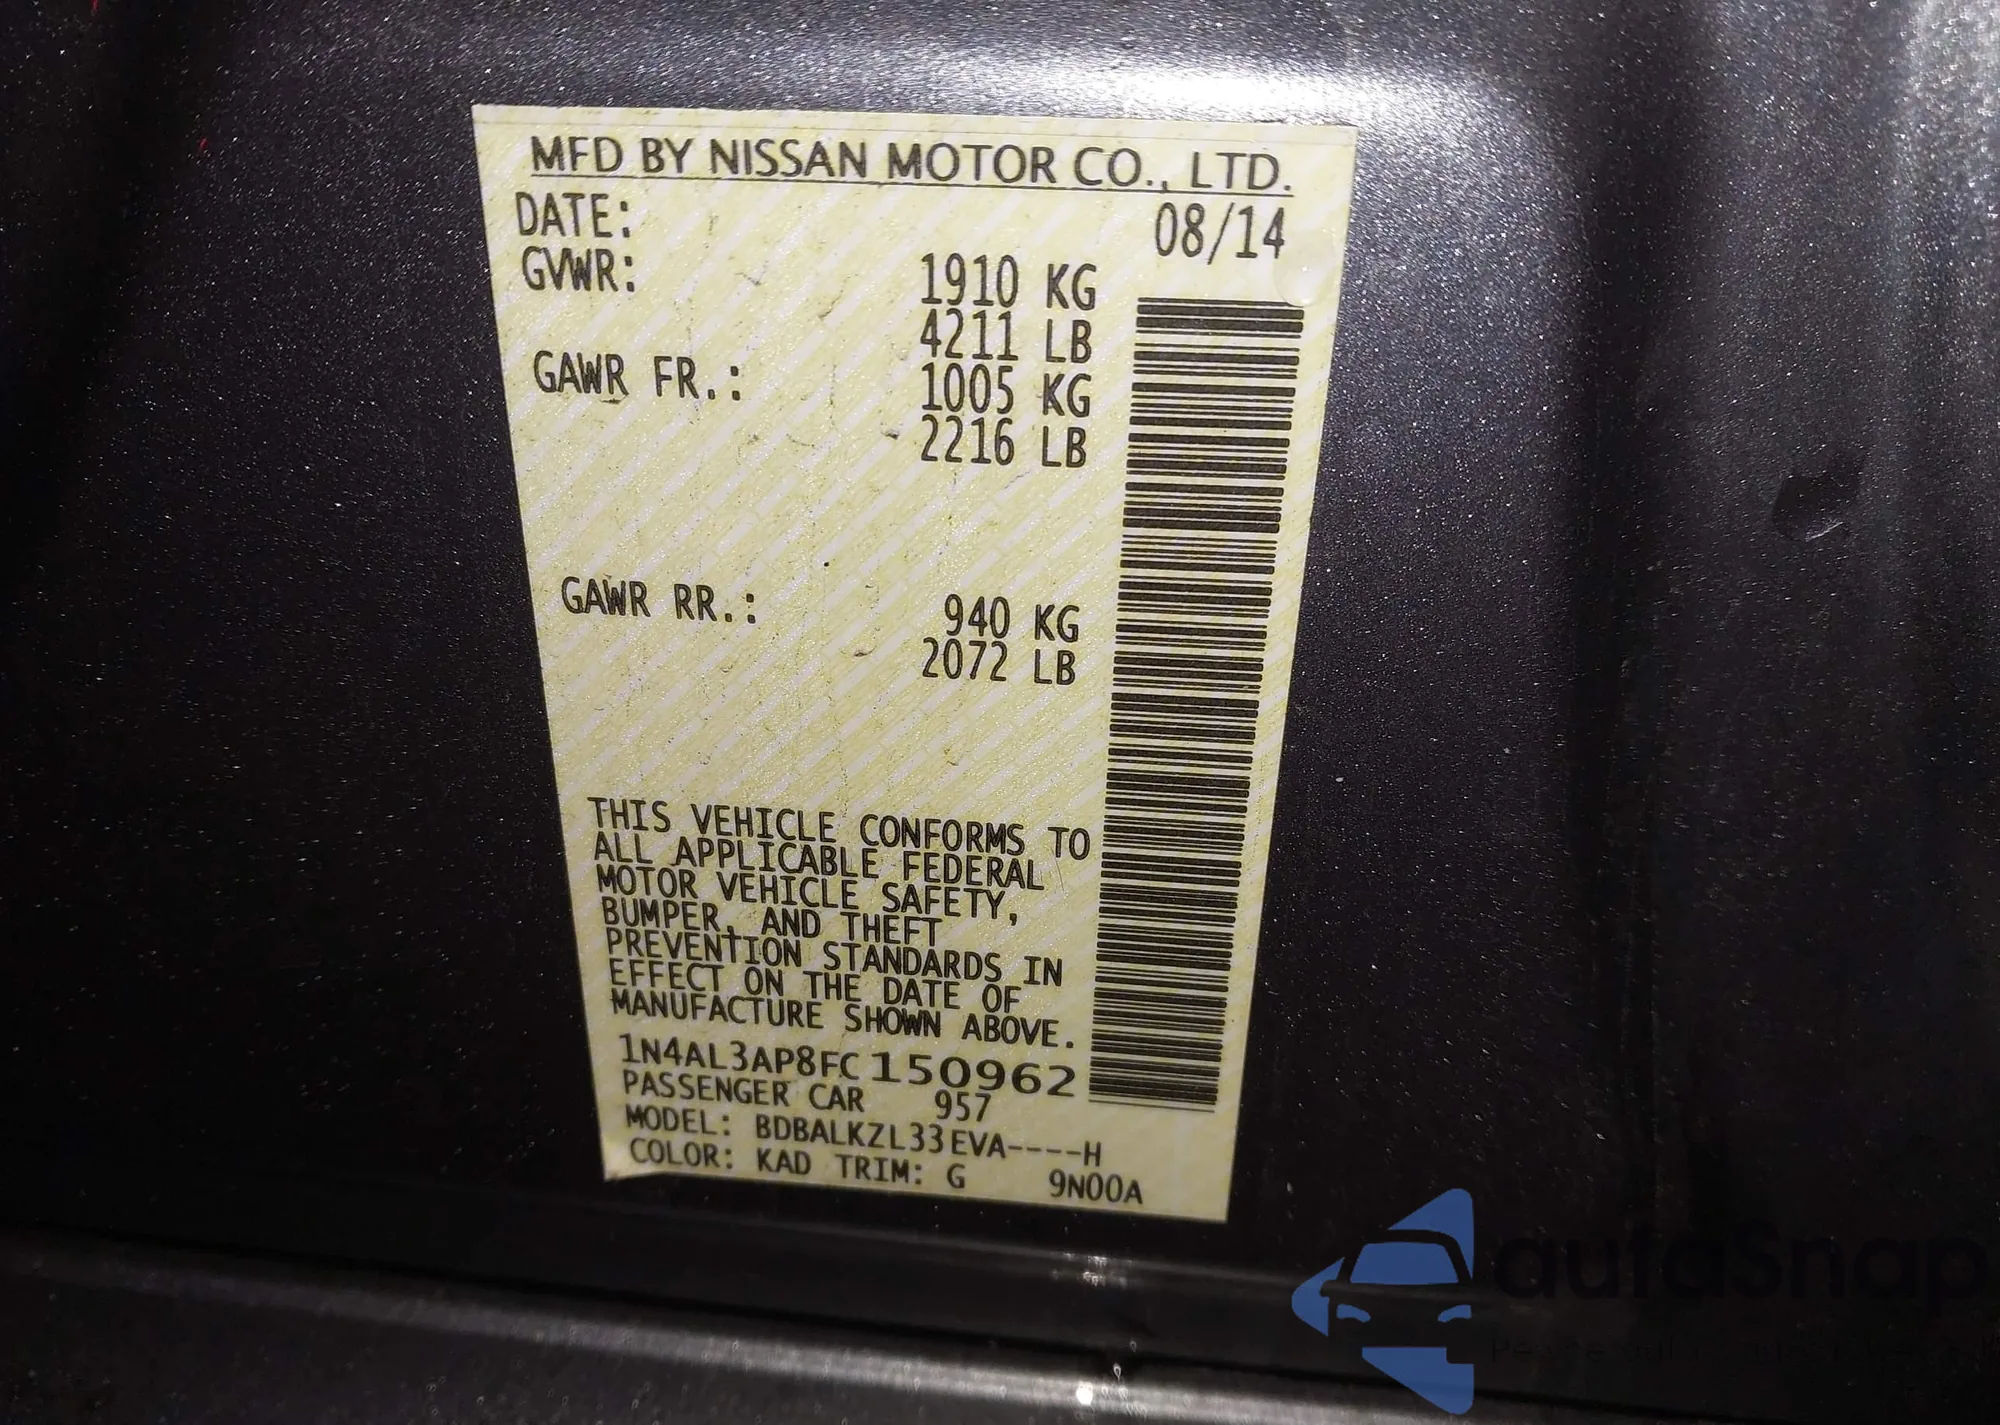 MFD BY NISSAN MOTOR CO., LTD.
DATE: 08/14
GVWR: 1910 KG
4211 LB
GAWR FR.: 1005 KG
2216 LB
GAWR RR.: 940 KG
2072 LB
THIS VEHICLE CONFORMS TO
ALL APPLICABLE FEDERAL
MOTOR VEHICLE SAFETY,
BUMPER, AND THEFT
PREVENTION STANDARDS IN
EFFECT ON THE DATE OF
MANUFACTURE SHOWN ABOVE.
1N4AL3AP8FC150962
PASSENGER CAR 957
MODEL: BDBALKZL33EVA----H
COLOR: KAD TRIM: G 9N00A
autoSnap